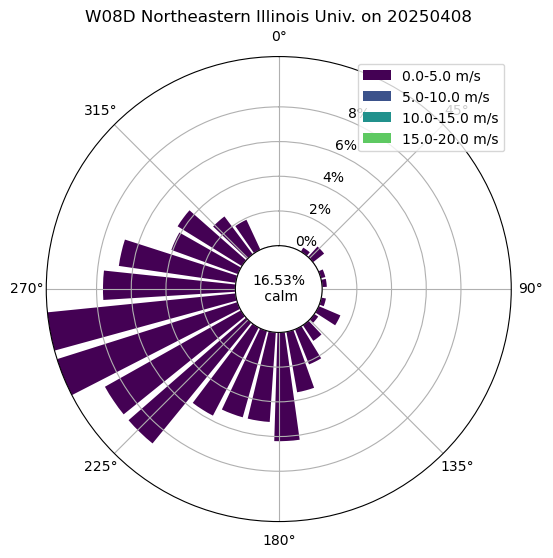 W08D Northeastern Illinois Univ. on 20250408
0°
315°
45°
0.0-5.0 m/s
5.0-10.0 m/s
10.0-15.0 m/s
15.0-20.0 m/s
8%
6%
4%
2%
0%
270°
16.53%
calm
90°
225°
135°
180°